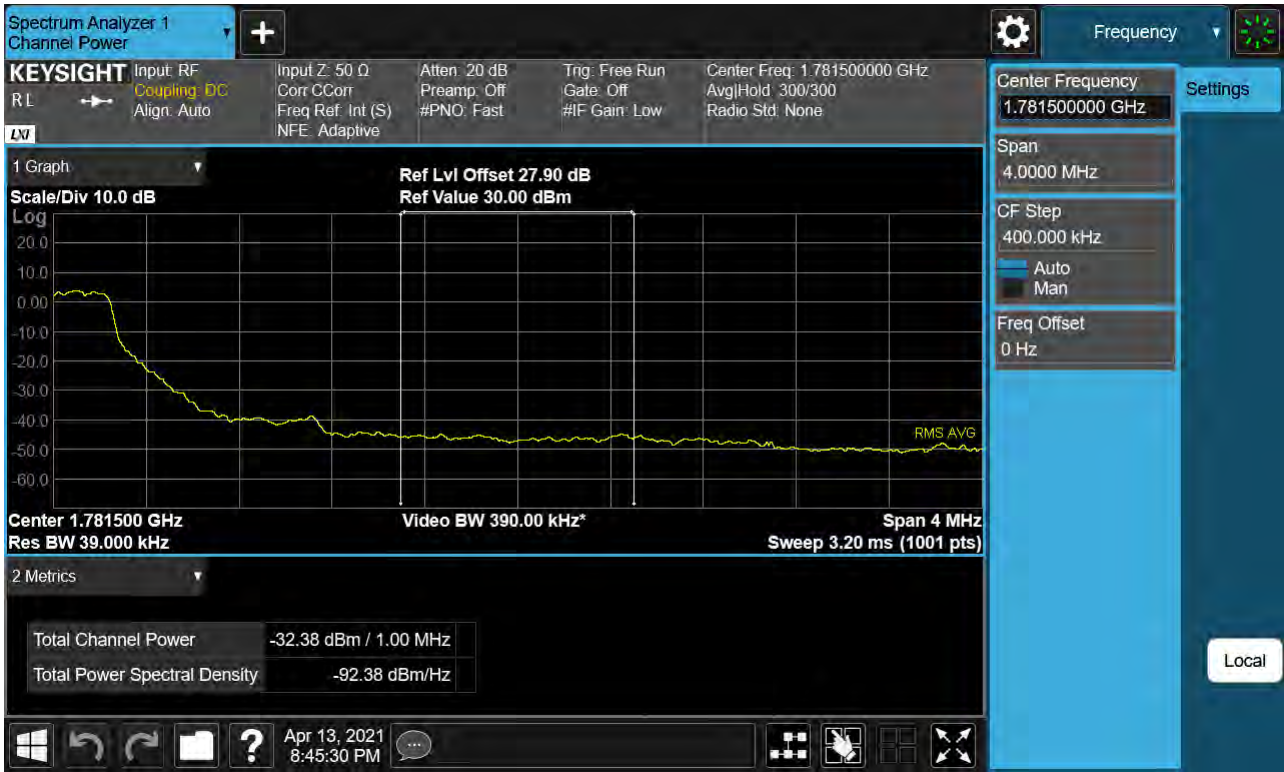 Spectrum Analyzer 1
Channel Power
+
Frequency
KEYSIGHT
RL
LXI
Input: RF
Coupling: DC
Align: Auto
Input Z: 50 Ω
Corr CCorr
Freq Ref: Int (S)
NFE: Adaptive
Atten: 20 dB
Preamp: Off
#PNO: Fast
Trig: Free Run
Gate: Off
#IF Gain: Low
Center Freq: 1.781500000 GHz
Avg|Hold: 300/300
Radio Std: None
Center Frequency
1.781500000 GHz
Settings
Span
4.0000 MHz
CF Step
400.000 kHz
Auto
Man
Freq Offset
0 Hz
1 Graph
Scale/Div 10.0 dB
Ref Lvl Offset 27.90 dB
Ref Value 30.00 dBm
Log
20.0
10.0
0.00
-10.0
-20.0
-30.0
-40.0
-50.0
-60.0
RMS AVG
Center 1.781500 GHz
Video BW 390.00 kHz*
Span 4 MHz
Res BW 39.000 kHz
Sweep 3.20 ms (1001 pts)
2 Metrics
Total Channel Power -32.38 dBm / 1.00 MHz
Total Power Spectral Density -92.38 dBm/Hz
Local
?
Apr 13, 2021
8:45:30 PM